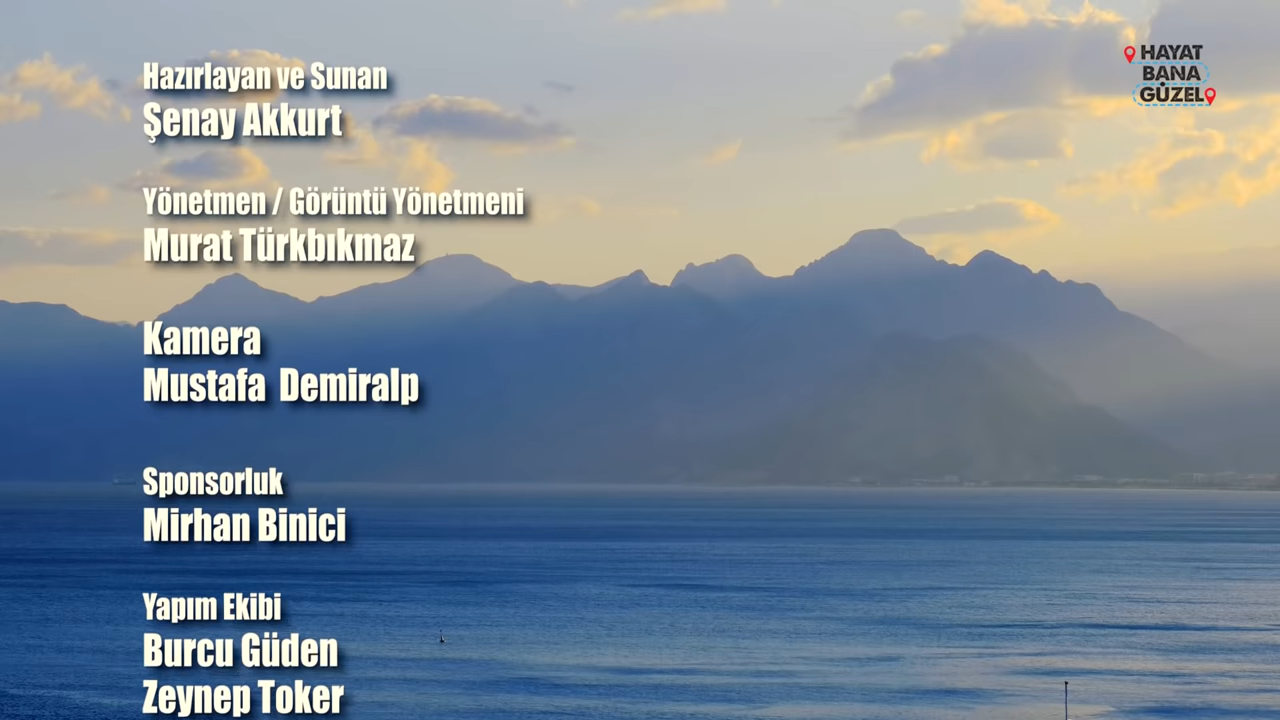 Hazırlayan ve Sunan
Şenay Akkurt
Yönetmen / Görüntü Yönetmeni
Murat Türkbıkmaz
Kamera
Mustafa Demiralp
Sponsorluk
Mirhan Binici
Yapım Ekibi
Burcu Güden
Zeynep Toker
HAYAT
BANA
GÜZEL